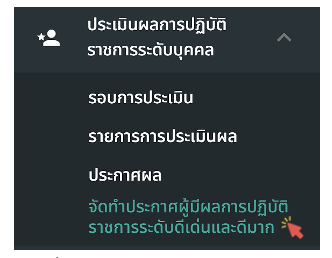 ประเมินผลการปฏิบัติ
ราชการระดับบุคคล
รอบการประเมิน
รายการการประเมินผล
ประกาศผล
จัดทำประกาศผู้มีผลการปฏิบัติ
ราชการระดับดีเด่นและดีมาก